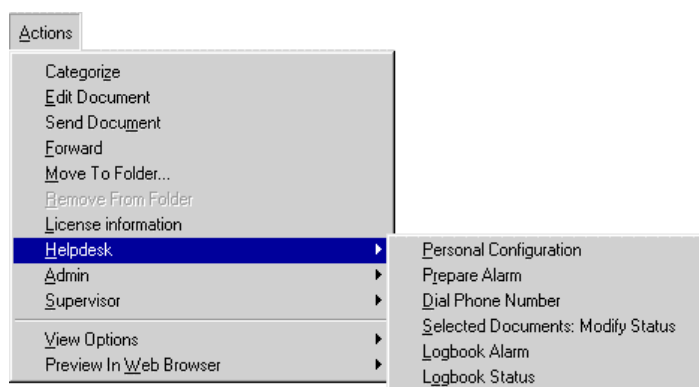 Actions
Categorize
Edit Document
Send Document
Forward
Move To Folder...
Remove From Folder
License information
Helpdesk
Admin
Supervisor
View Options
Preview In Web Browser
Personal Configuration
Prepare Alarm
Dial Phone Number
Selected Documents: Modify Status
Logbook Alarm
Logbook Status